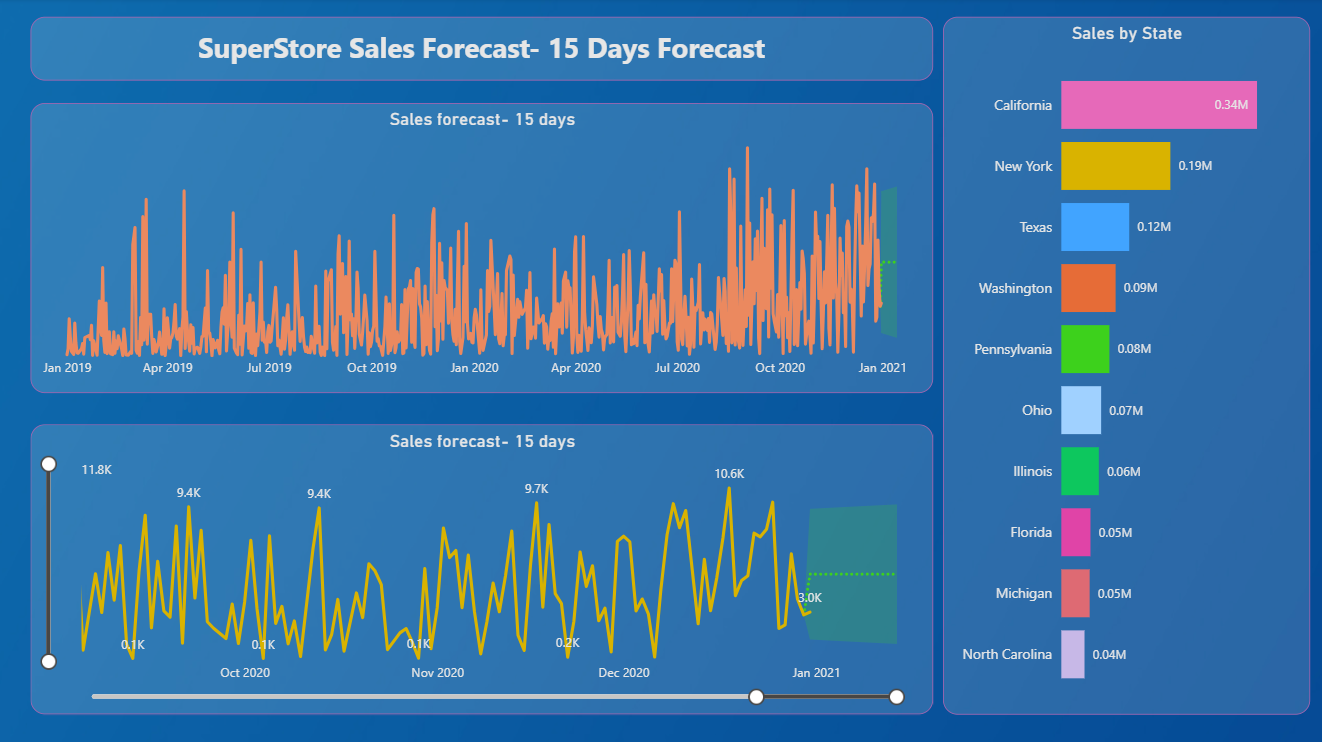 SuperStore Sales Forecast- 15 Days Forecast
Sales forecast- 15 days
Jan 2019 Apr 2019 Jul 2019 Oct 2019 Jan 2020 Apr 2020 Jul 2020 Oct 2020 Jan 2021
Sales forecast- 15 days
11.8K
9.4K 9.4K 9.7K 10.6K
3.0K
0.1K 0.1K 0.1K 0.2K
Oct 2020 Nov 2020 Dec 2020 Jan 2021
Sales by State
California 0.34M
New York 0.19M
Texas 0.12M
Washington 0.09M
Pennsylvania 0.08M
Ohio 0.07M
Illinois 0.06M
Florida 0.05M
Michigan 0.05M
North Carolina 0.04M